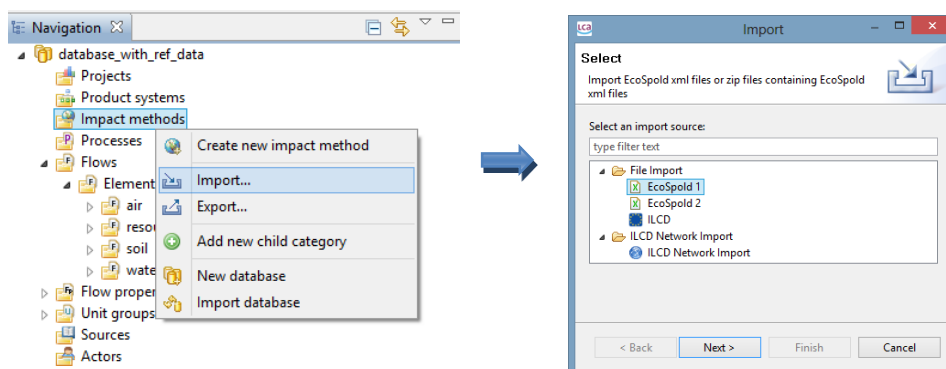 Navigation
database_with_ref_data
Projects
Product systems
Impact methods
Processes
Flows
Element
air
resou
soil
wate
Flow proper
Unit groups
Sources
Actors
Create new impact method
Import...
Export...
Add new child category
New database
Import database
LCA
Import
Select
Import EcoSpold xml files or zip files containing EcoSpold
xml files
Select an import source:
type filter text
File Import
EcoSpold 1
EcoSpold 2
ILCD
ILCD Network Import
ILCD Network Import
< Back
Next >
Finish
Cancel